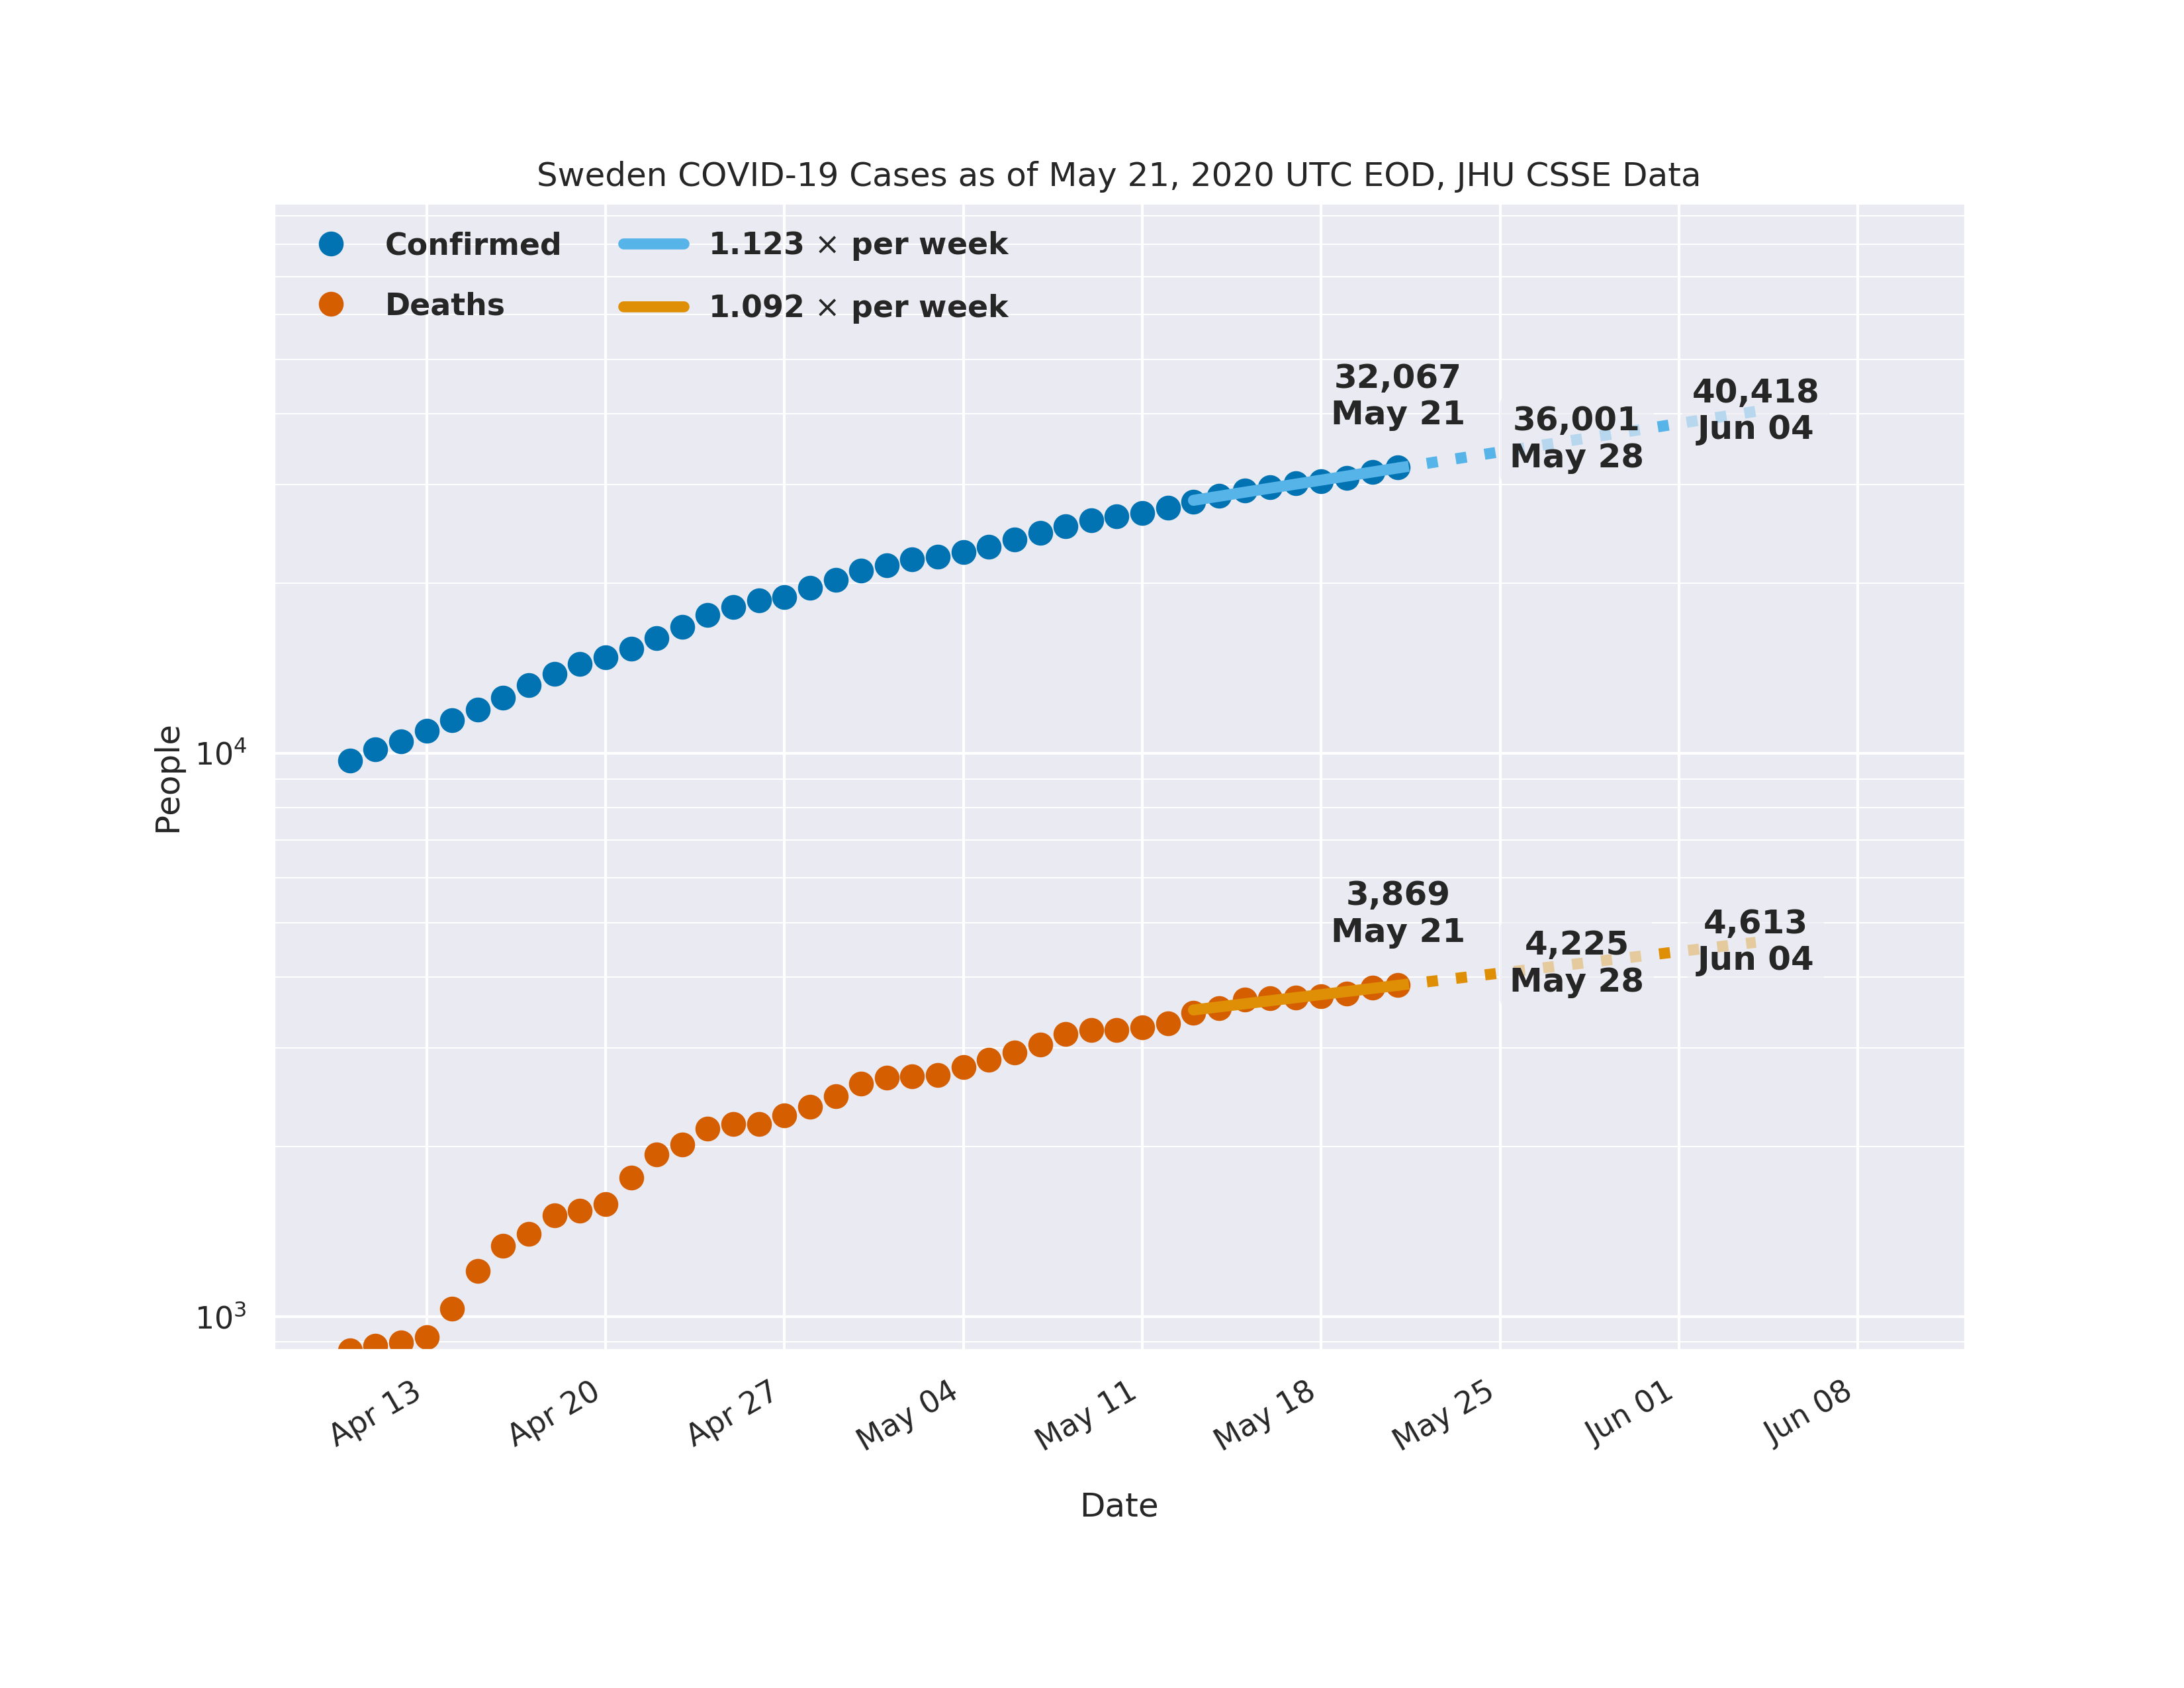 Sweden COVID-19 Cases as of May 21, 2020 UTC EOD, JHU CSSE Data
Confirmed
Deaths
1.123 × per week
1.092 × per week
32,067
May 21
36,001
May 28
40,418
Jun 04
3,869
May 21
4,225
May 28
4,613
Jun 04
People
10⁴
10³
Apr 13
Apr 20
Apr 27
May 04
May 11
May 18
May 25
Jun 01
Jun 08
Date